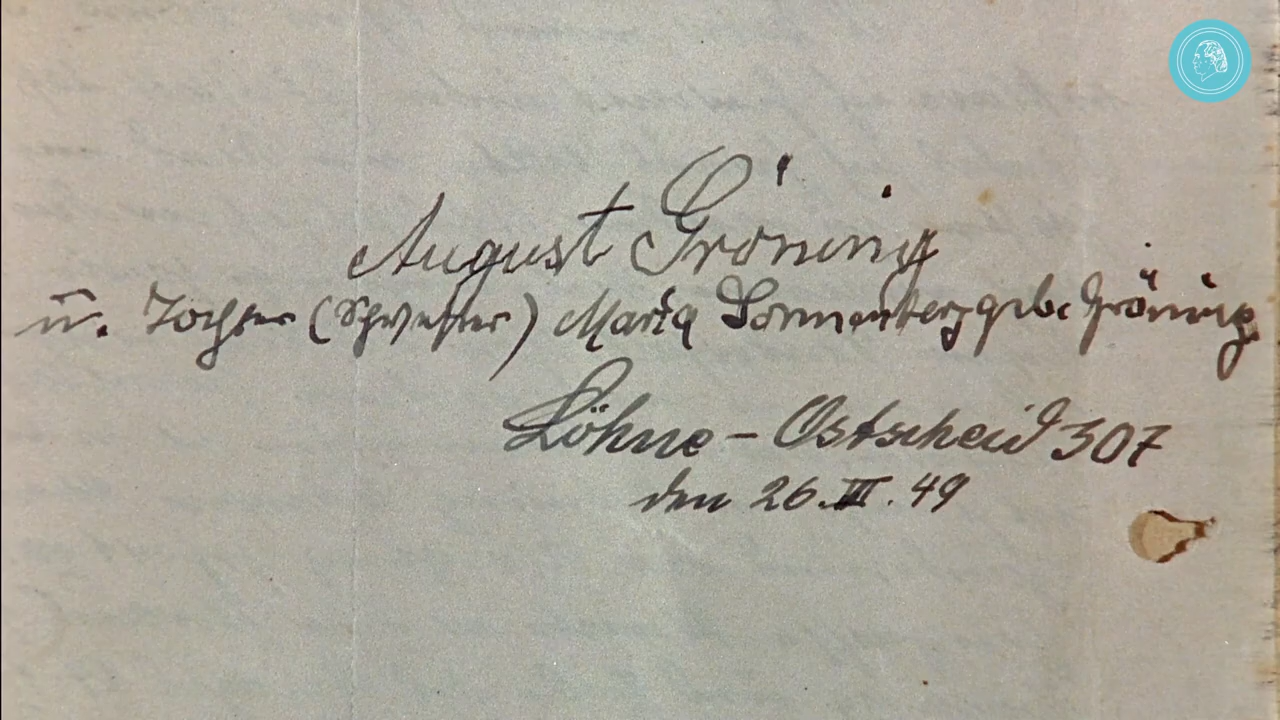 August Gröning
u. Tochter (Schwester) Maria Sonnenberg geb. Gröning
Löhne - Ostscheid 307
den 26. III. 49